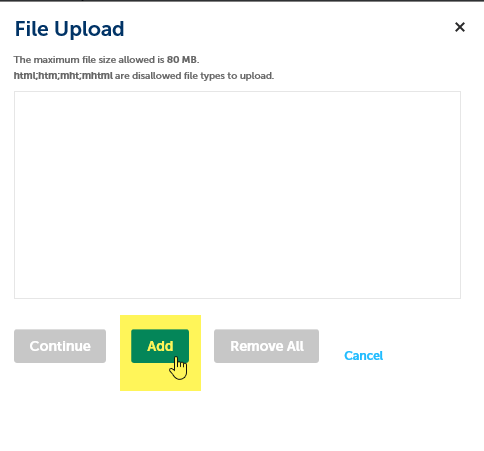 File Upload
The maximum file size allowed is 80 MB.
html;htm;mht;mhtml are disallowed file types to upload.
Continue
Add
Remove All
Cancel